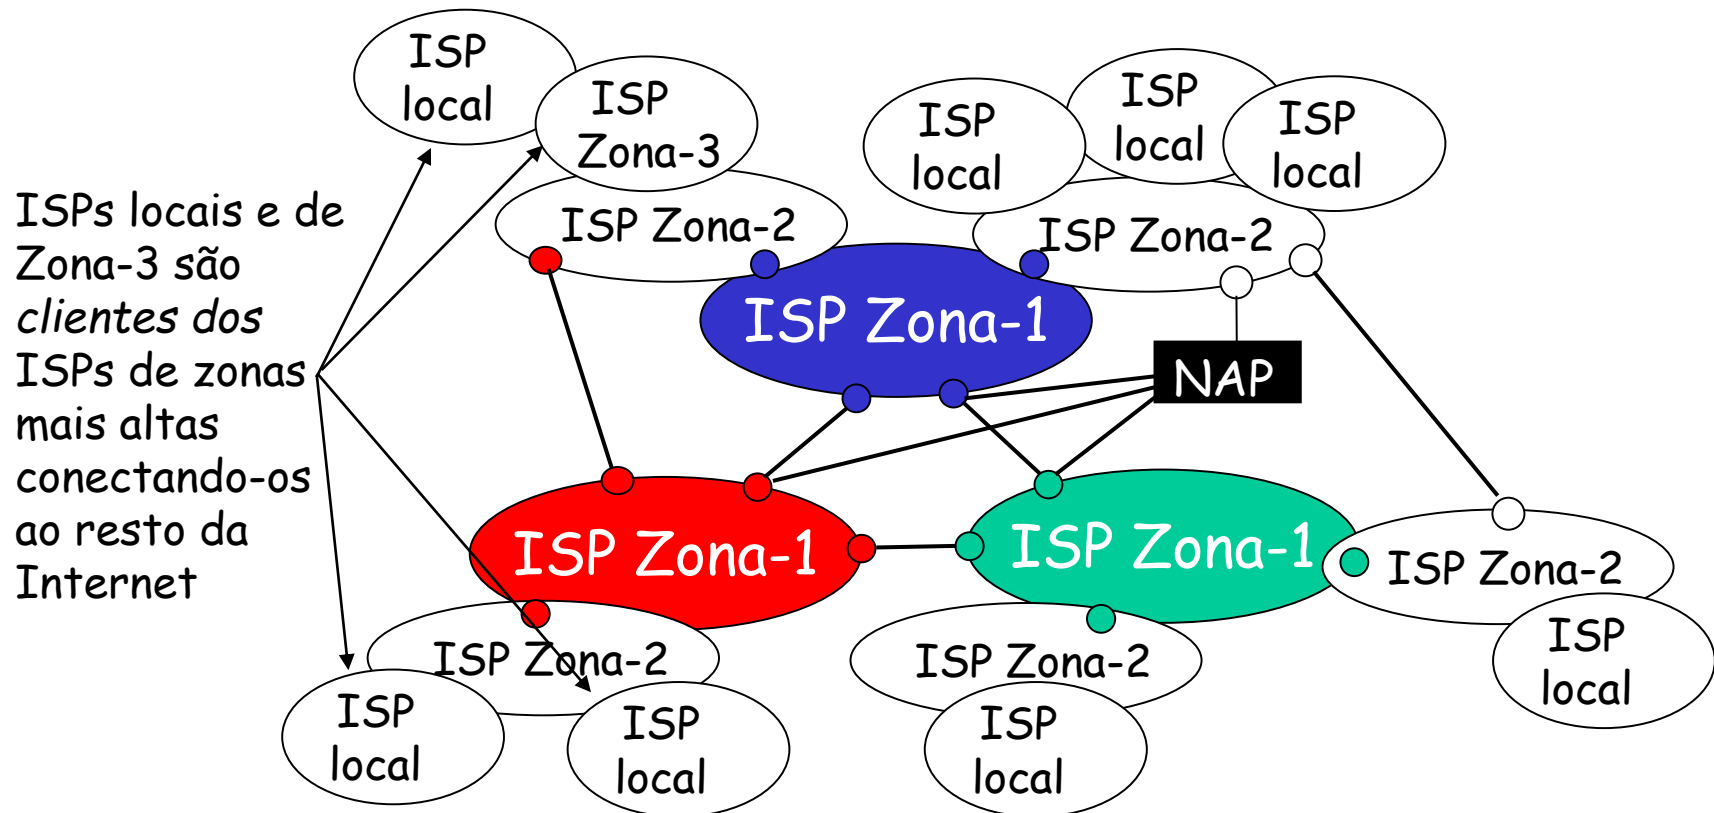 ISP
local
ISP
Zona-3
ISP Zona-2
ISP
local
ISP
local
ISP
local
ISP Zona-2
ISPs locais e de
Zona-3 são
clientes dos
ISPs de zonas
mais altas
conectando-os
ao resto da
Internet
ISP Zona-1
NAP
ISP Zona-1
ISP Zona-1
ISP Zona-2
ISP
local
ISP Zona-2
ISP
local
ISP
local
ISP Zona-2
ISP
local